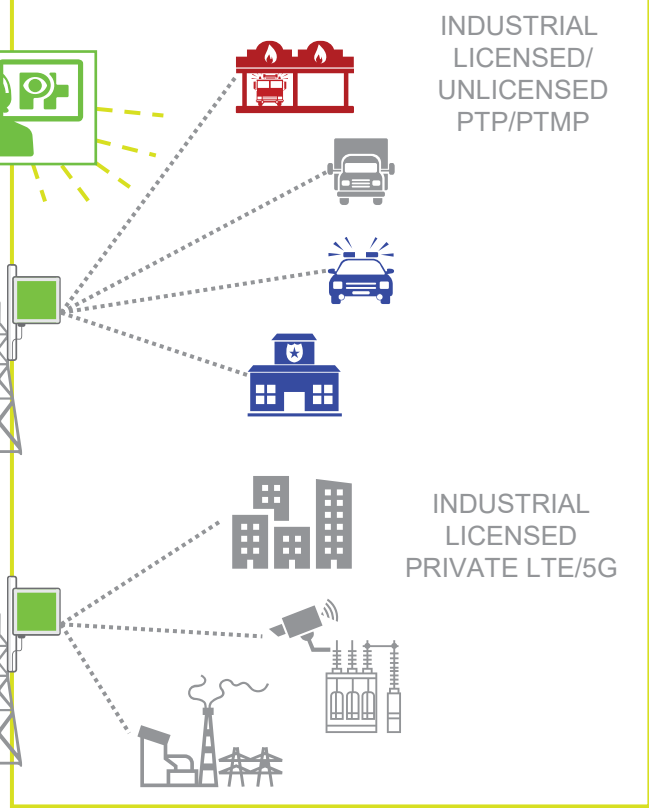 INDUSTRIAL
LICENSED/
UNLICENSED
PTP/PTMP
INDUSTRIAL
LICENSED
PRIVATE LTE/5G